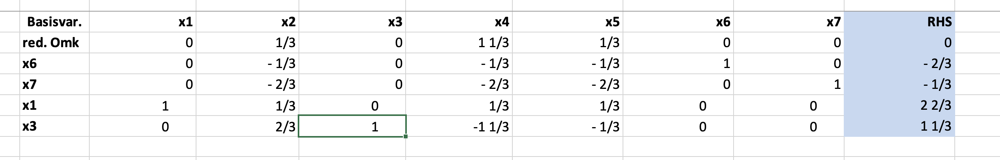 Basisvar. x1 x2 x3 x4 x5 x6 x7 RHS
red. Omk 0 1/3 0 1 1/3 1/3 0 0 0
x6 0 - 1/3 0 - 1/3 - 1/3 1 0 - 2/3
x7 0 - 2/3 0 - 2/3 - 2/3 0 1 - 1/3
x1 1 1/3 0 1/3 1/3 0 0 2 2/3
x3 0 2/3 1 -1 1/3 - 1/3 0 0 1 1/3